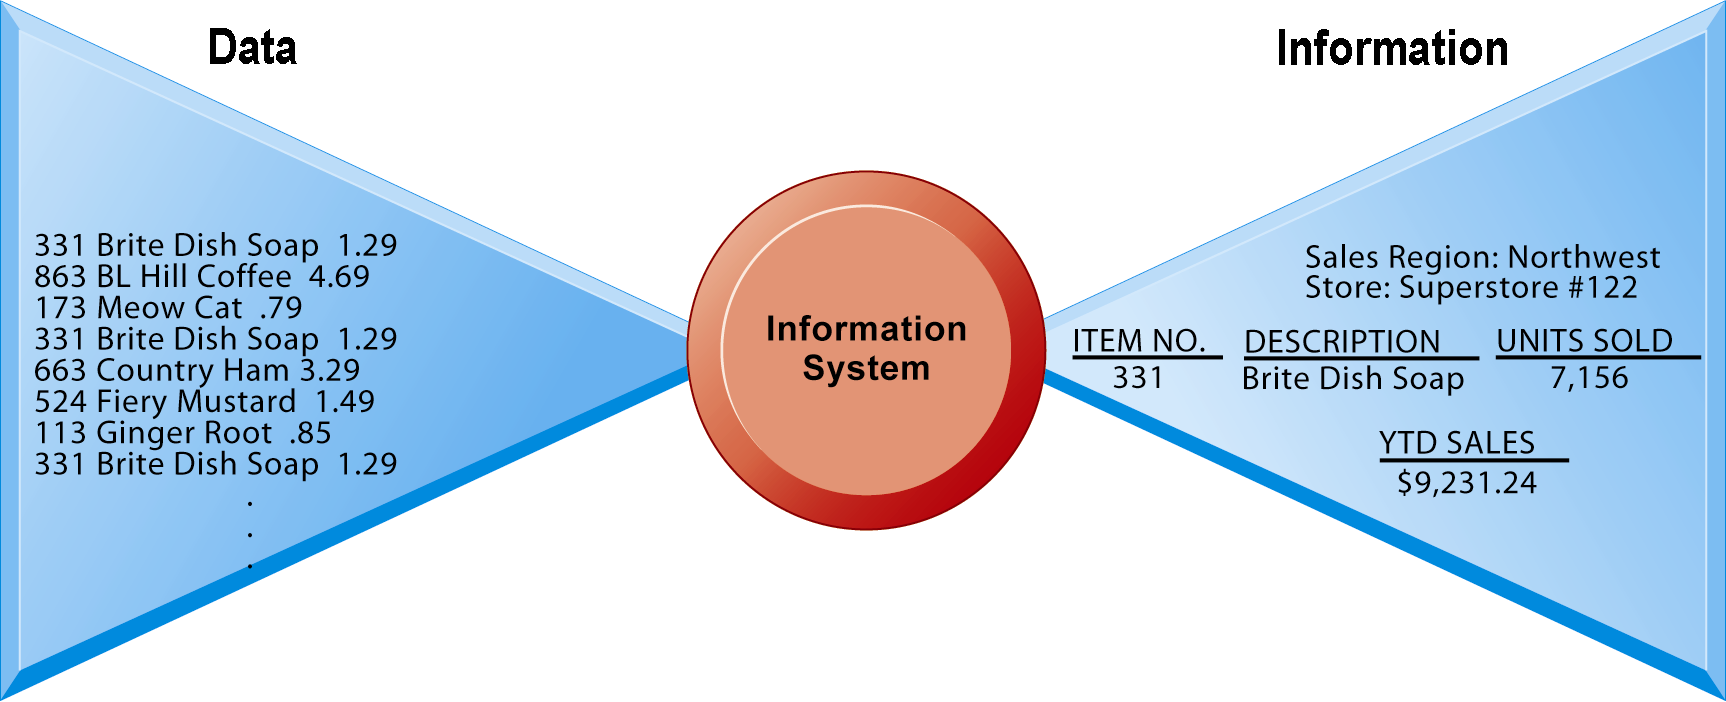 Data
331 Brite Dish Soap 1.29
863 BL Hill Coffee 4.69
173 Meow Cat .79
331 Brite Dish Soap 1.29
663 Country Ham 3.29
524 Fiery Mustard 1.49
113 Ginger Root .85
331 Brite Dish Soap 1.29
.
.
.
Information
System
Information
Sales Region: Northwest
Store: Superstore #122
ITEM NO. DESCRIPTION UNITS SOLD
331 Brite Dish Soap 7,156
YTD SALES
$9,231.24